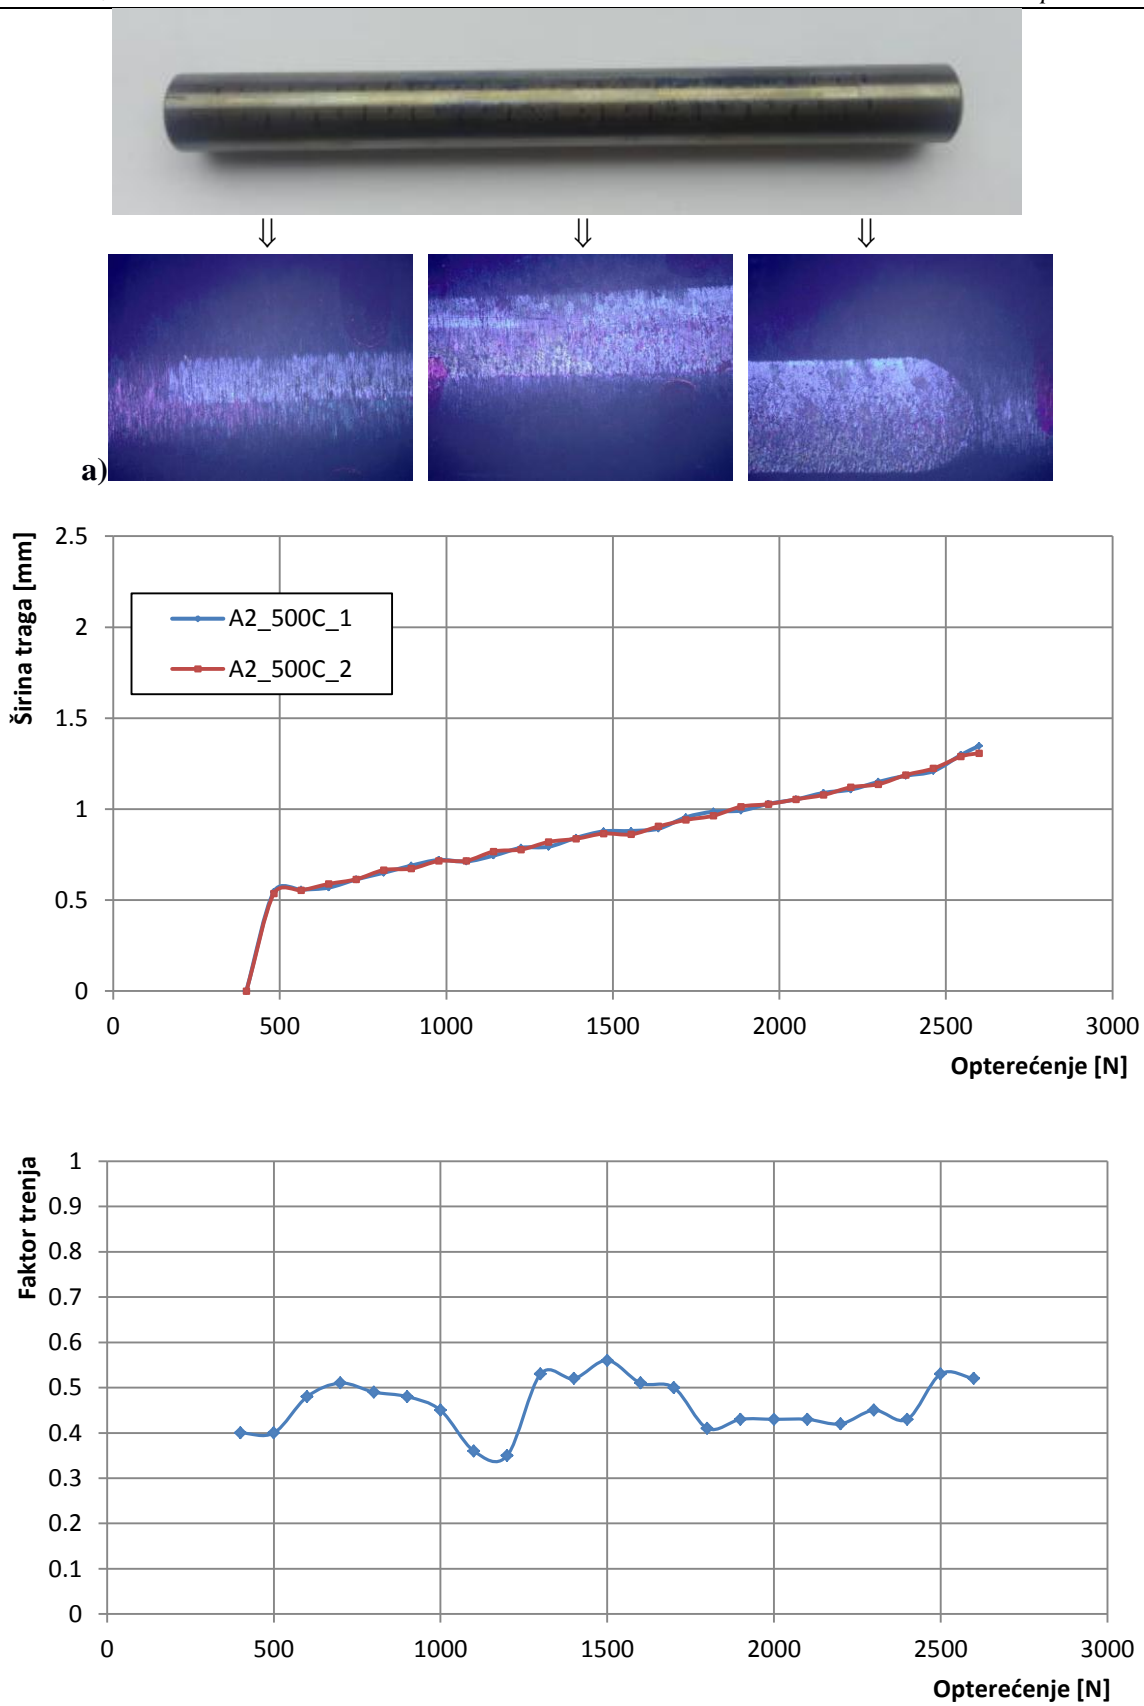 ⇓ ⇓ ⇓
a)
Širina traga [mm]
2.5
2
1.5
1
0.5
0
A2_500C_1
A2_500C_2
0 500 1000 1500 2000 2500 3000
Opterećenje [N]
Faktor trenja
1
0.9
0.8
0.7
0.6
0.5
0.4
0.3
0.2
0.1
0
0 500 1000 1500 2000 2500 3000
Opterećenje [N]